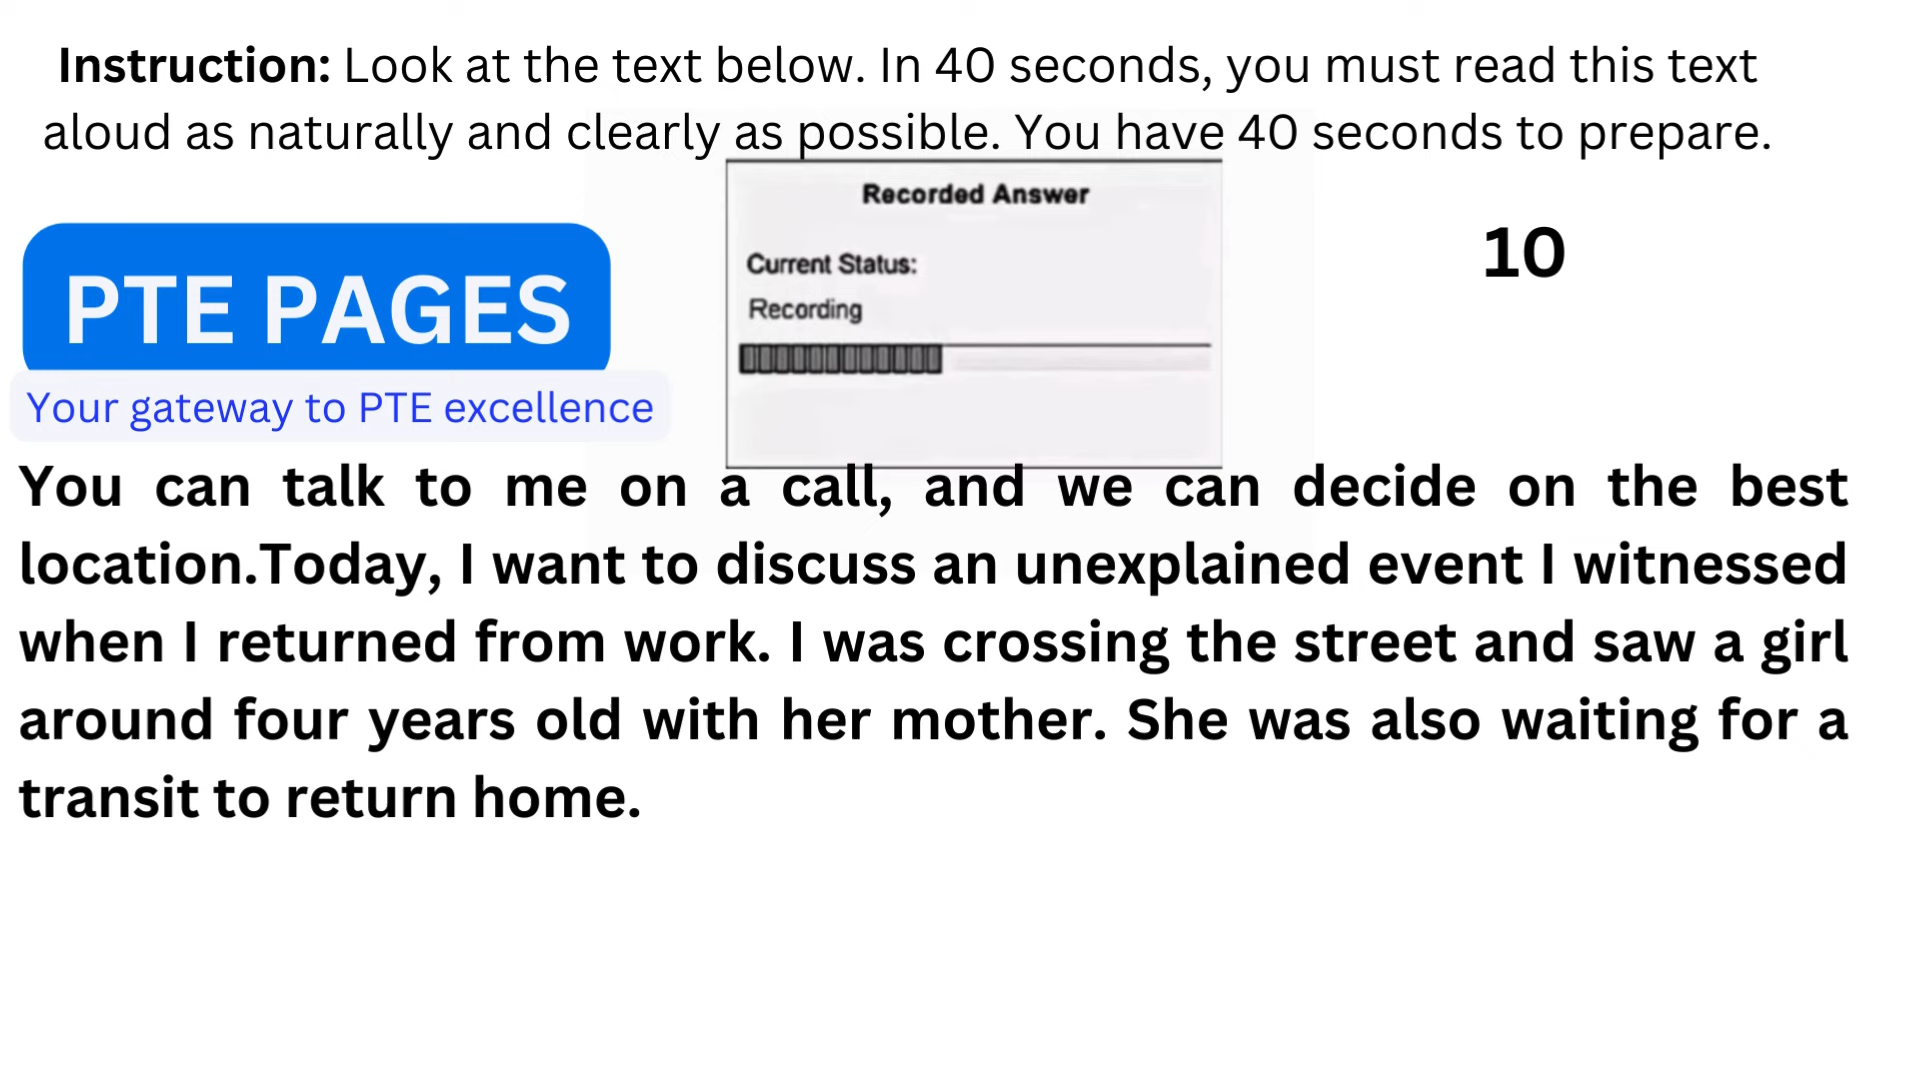 Instruction: Look at the text below. In 40 seconds, you must read this text
aloud as naturally and clearly as possible. You have 40 seconds to prepare.
Recorded Answer
Current Status:
Recording
10
PTE PAGES
Your gateway to PTE excellence
You can talk to me on a call, and we can decide on the best
location.Today, I want to discuss an unexplained event I witnessed
when I returned from work. I was crossing the street and saw a girl
around four years old with her mother. She was also waiting for a
transit to return home.